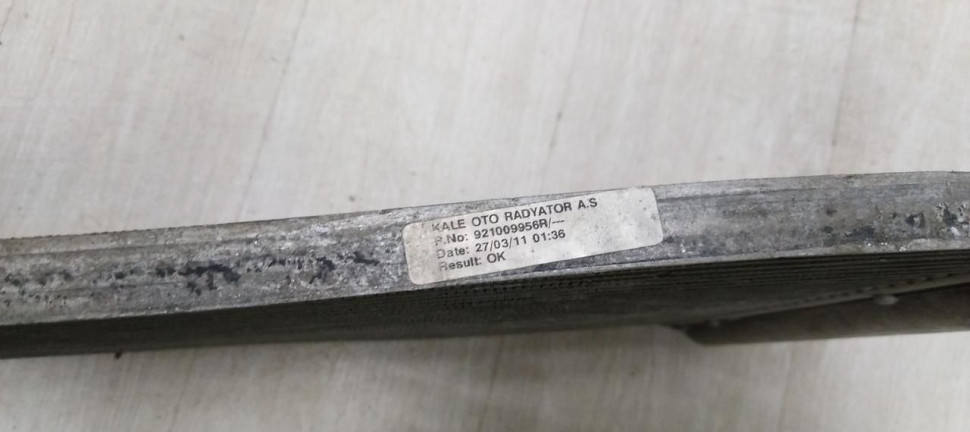 KALE OTO RADYATOR A.S
P.No: 921009956R/---
Date: 27/03/11 01:36
Result: OK